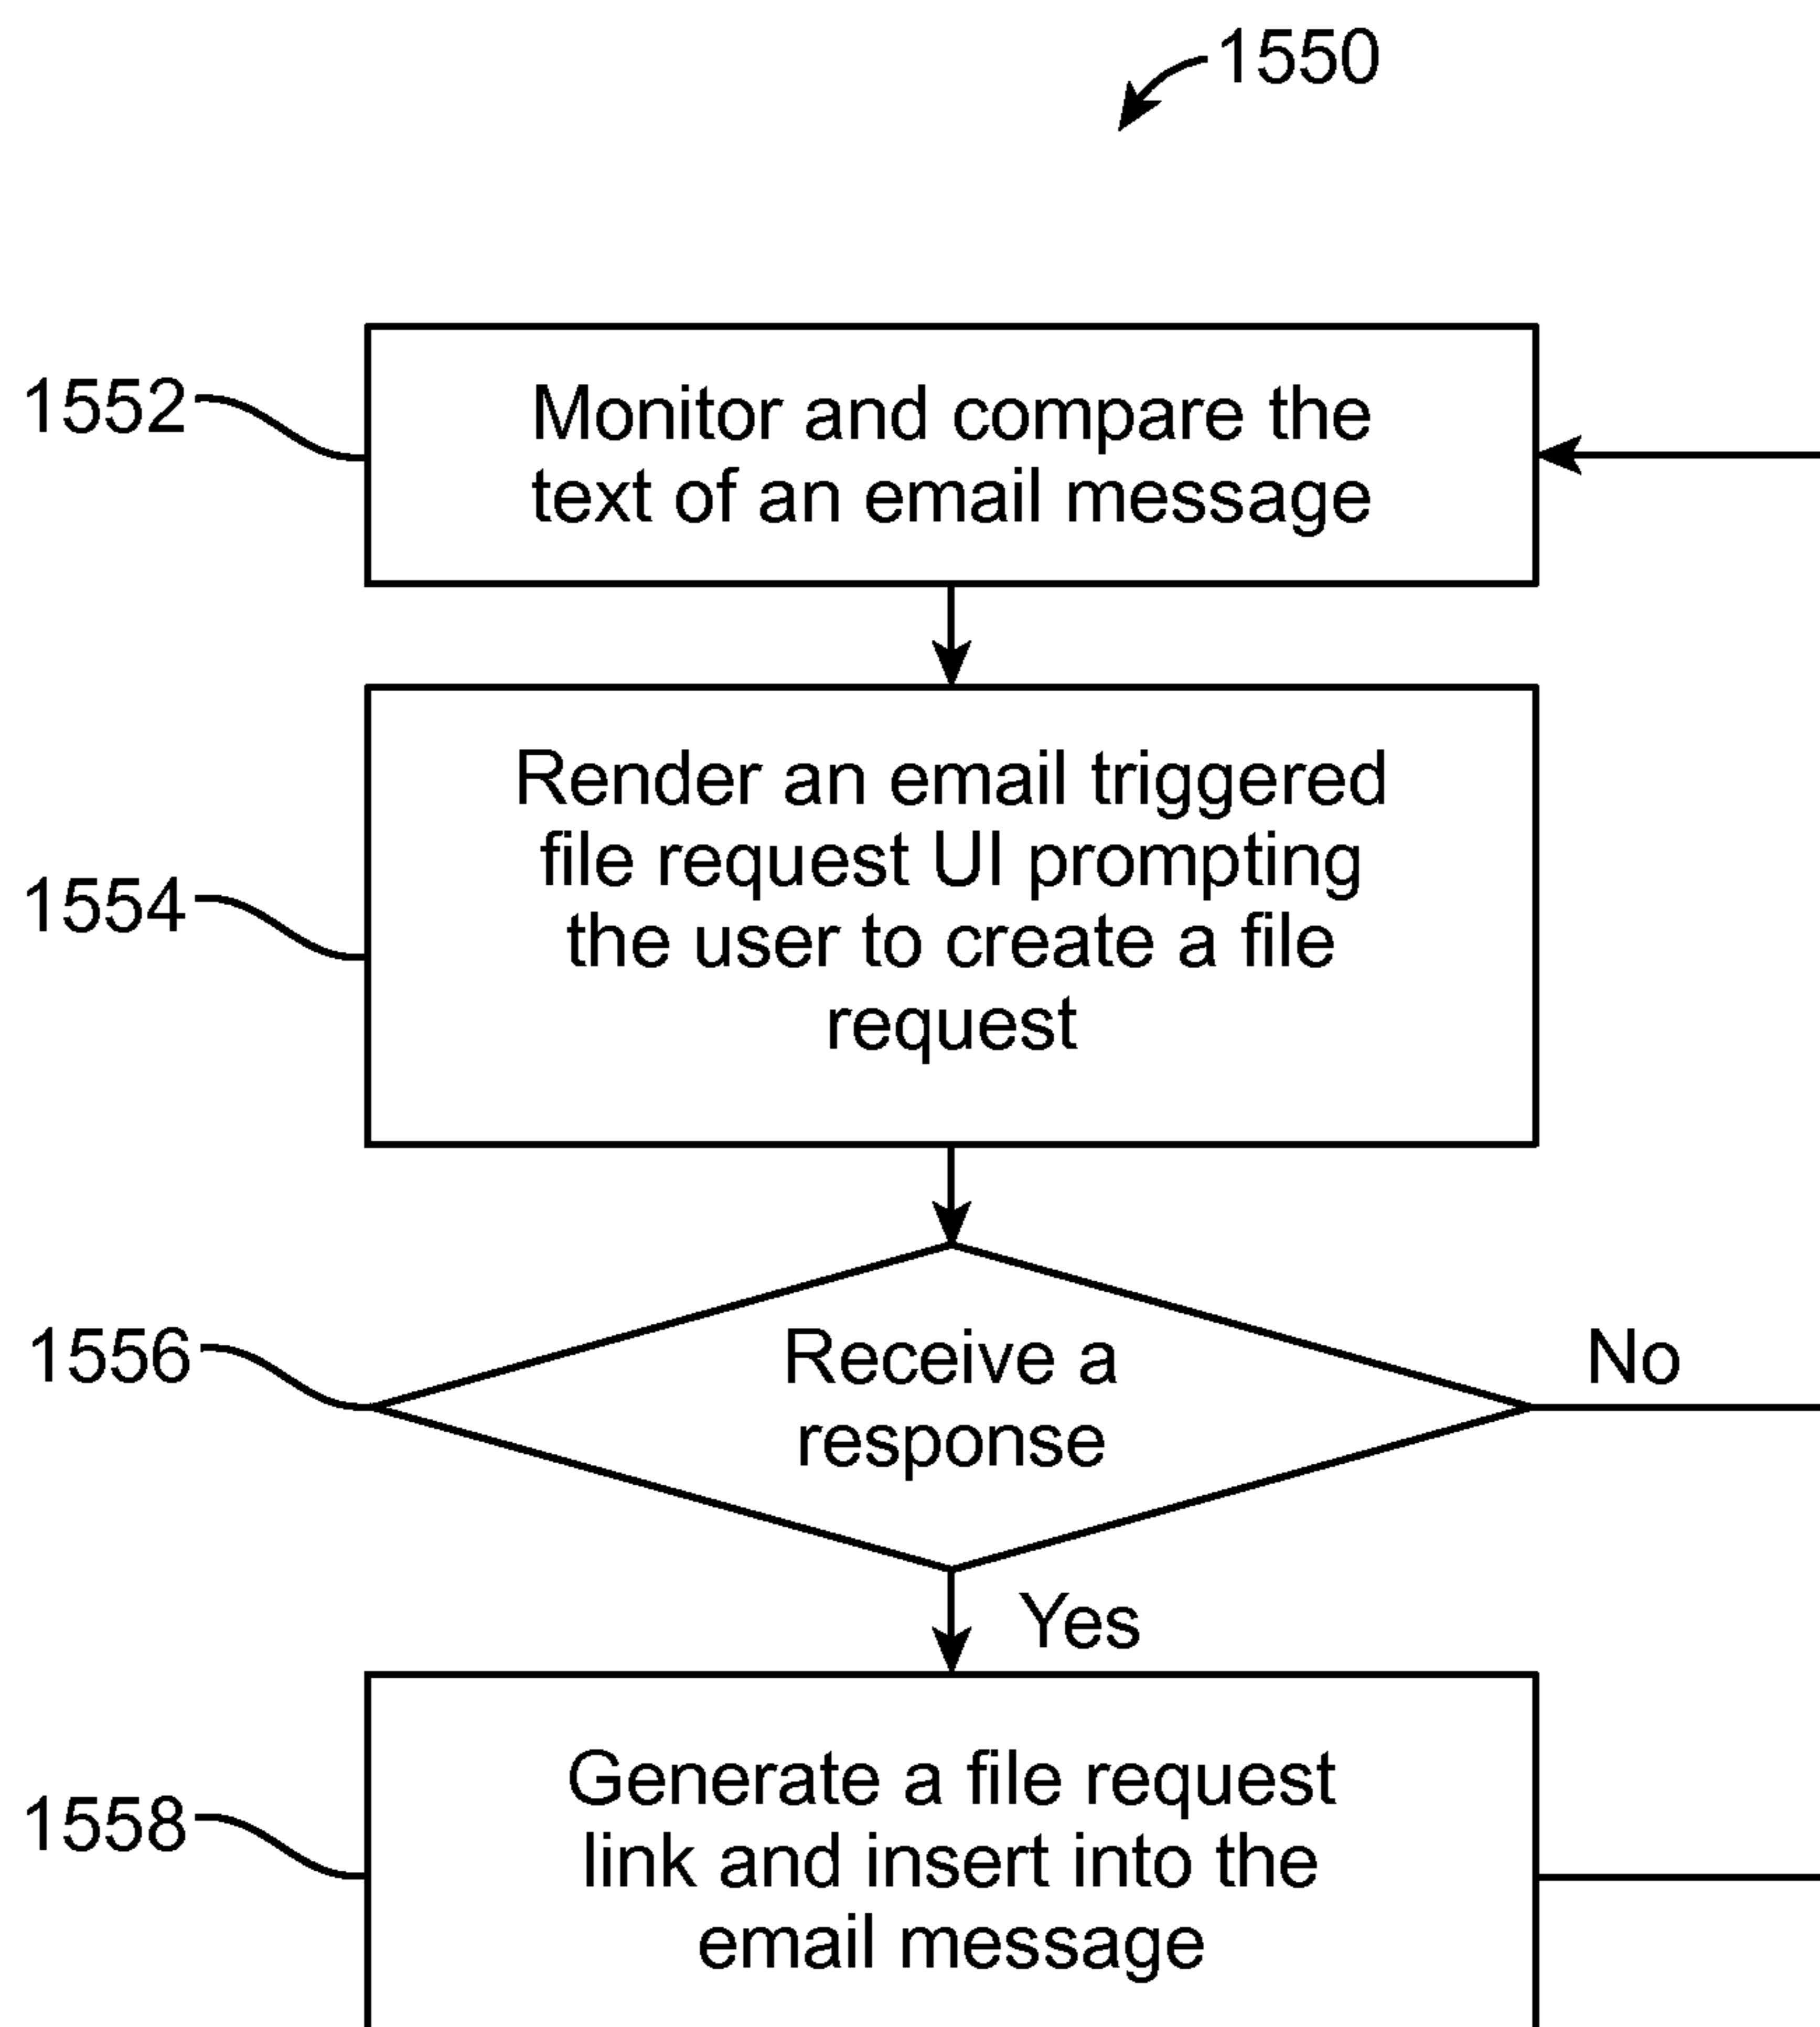 1550
1552
Monitor and compare the
text of an email message
1554
Render an email triggered
file request UI prompting
the user to create a file
request
1556
Receive a
response
No
Yes
1558
Generate a file request
link and insert into the
email message